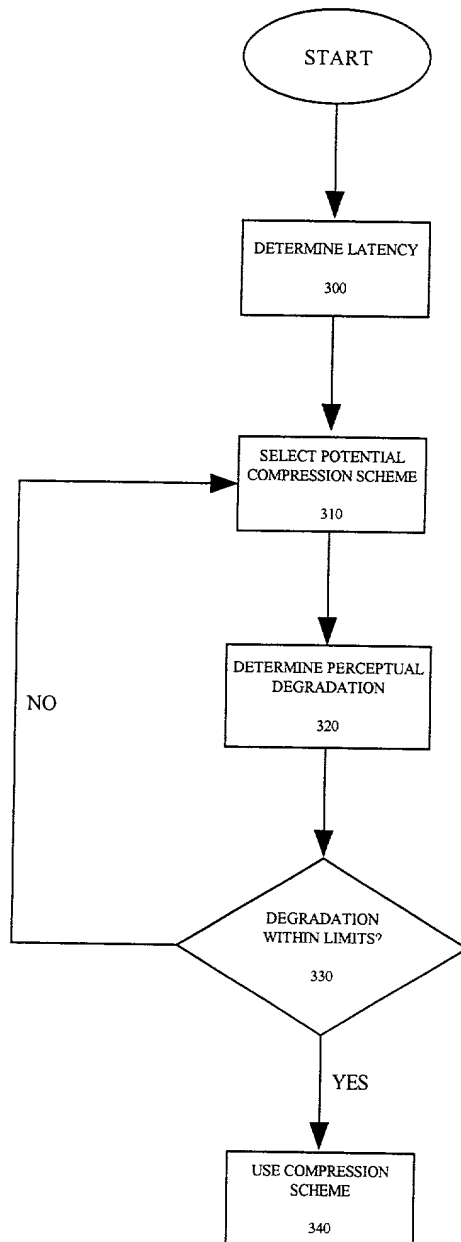 START
DETERMINE LATENCY
300
SELECT POTENTIAL
COMPRESSION SCHEME
310
DETERMINE PERCEPTUAL
DEGRADATION
320
NO
DEGRADATION
WITHIN LIMITS?
330
YES
USE COMPRESSION
SCHEME
340